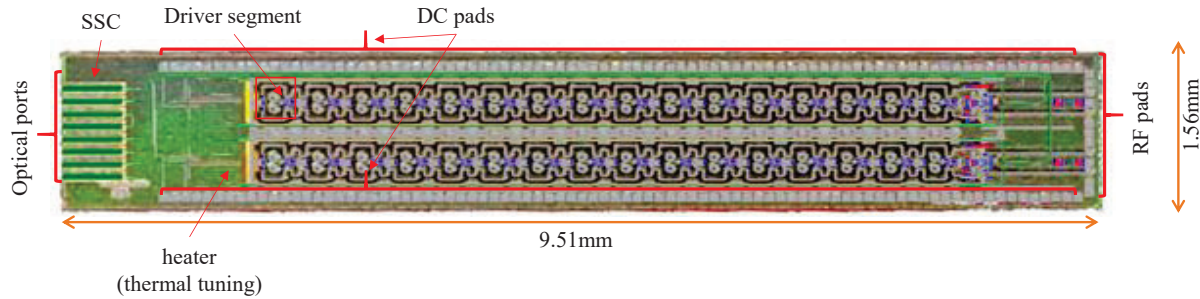 SSC
Driver segment
DC pads
Optical ports
RF pads
1.56mm
9.51mm
heater
(thermal tuning)